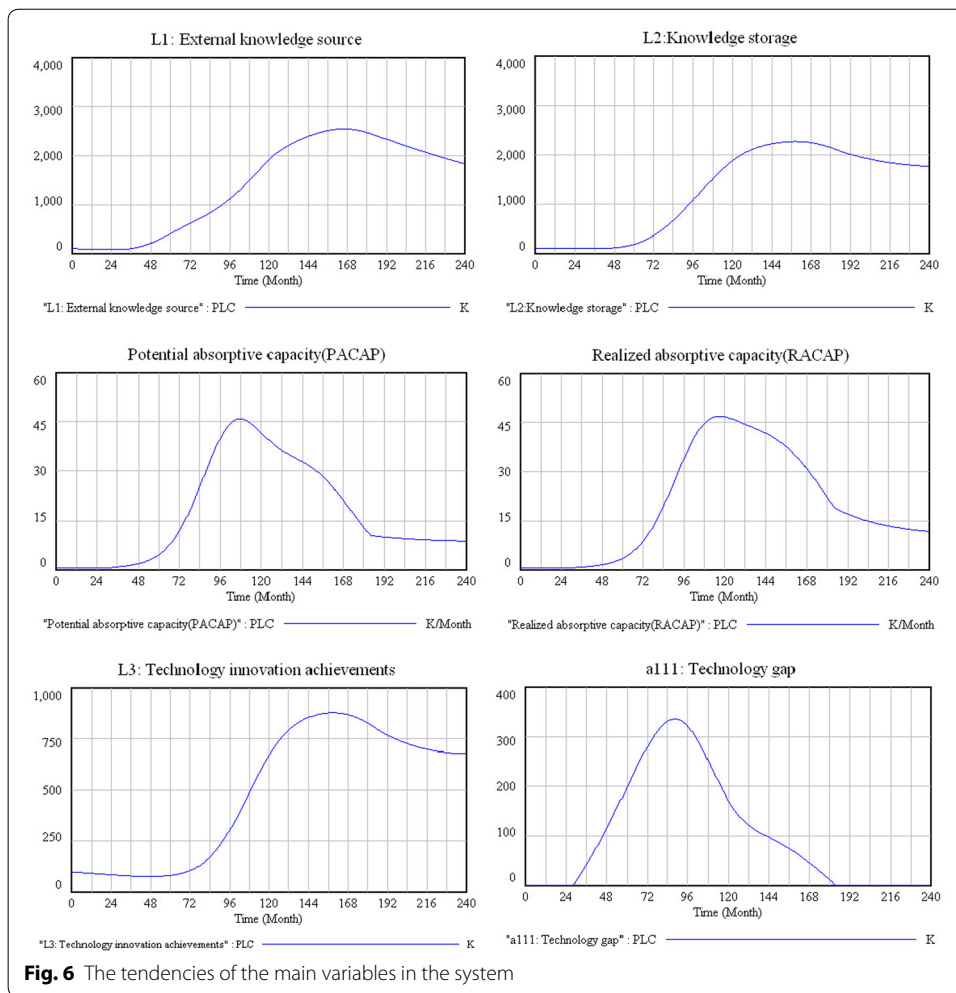 L1: External knowledge source
4,000
3,000
2,000
1,000
0
0 24 48 72 96 120 144 168 192 216 240
Time (Month)
"L1: External knowledge source" : PLC K
L2:Knowledge storage
4,000
3,000
2,000
1,000
0
0 24 48 72 96 120 144 168 192 216 240
Time (Month)
"L2:Knowledge storage" : PLC K
Potential absorptive capacity(PACAP)
60
45
30
15
0
0 24 48 72 96 120 144 168 192 216 240
Time (Month)
"Potential absorptive capacity(PACAP)" : PLC K/Month
Realized absorptive capacity(RACAP)
60
45
30
15
0
0 24 48 72 96 120 144 168 192 216 240
Time (Month)
"Realized absorptive capacity(RACAP)" : PLC K/Month
L3: Technology innovation achievements
1,000
750
500
250
0
0 24 48 72 96 120 144 168 192 216 240
Time (Month)
"L3: Technology innovation achievements" : PLC K
a111: Technology gap
400
300
200
100
0
0 24 48 72 96 120 144 168 192 216 240
Time (Month)
"a111: Technology gap" : PLC K
Fig. 6 The tendencies of the main variables in the system